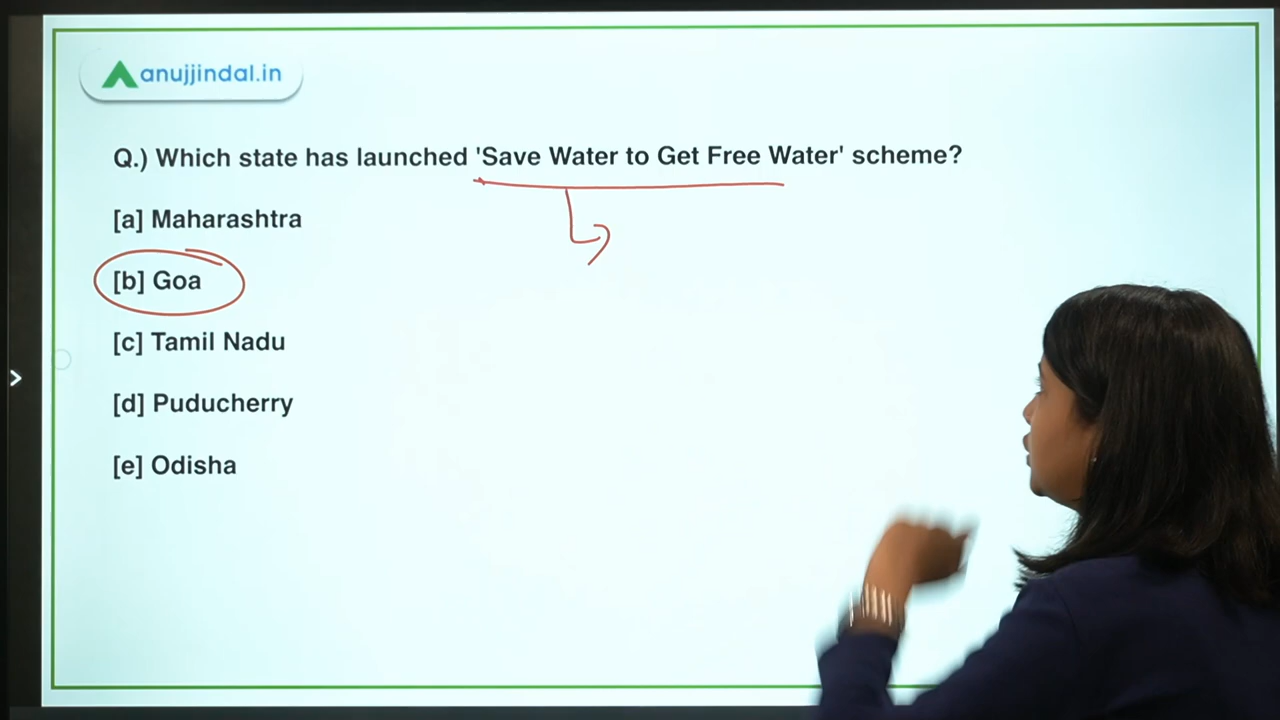 anujjindal.in
Q.) Which state has launched 'Save Water to Get Free Water' scheme?
[a] Maharashtra
[b] Goa
[c] Tamil Nadu
[d] Puducherry
[e] Odisha